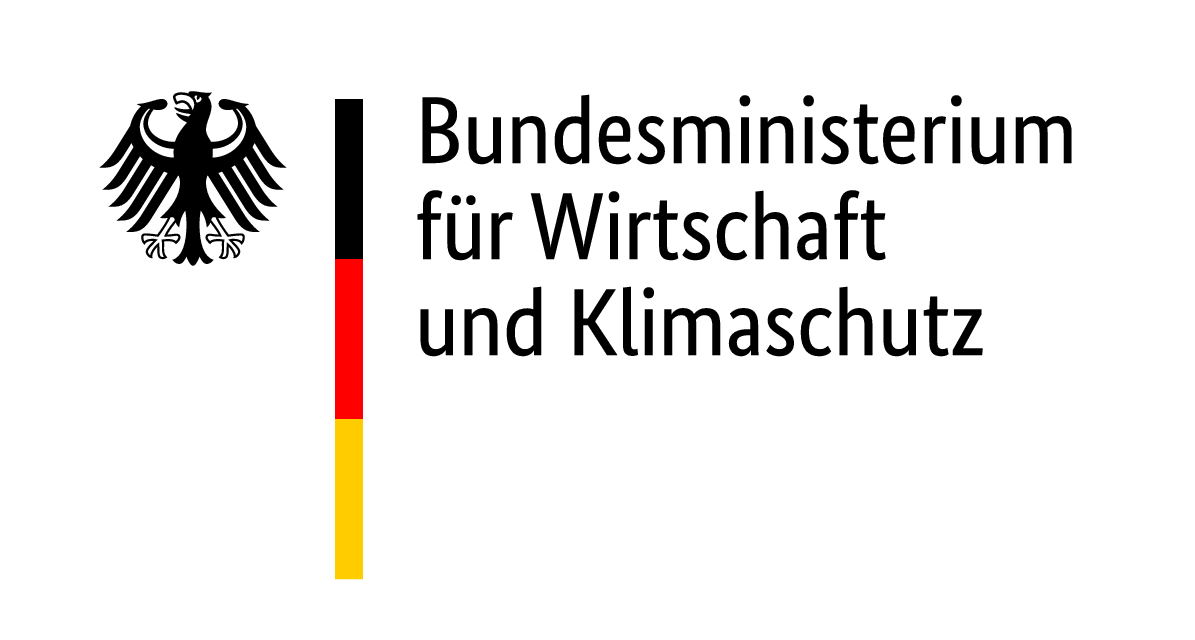 Bundesministerium
für Wirtschaft
und Klimaschutz